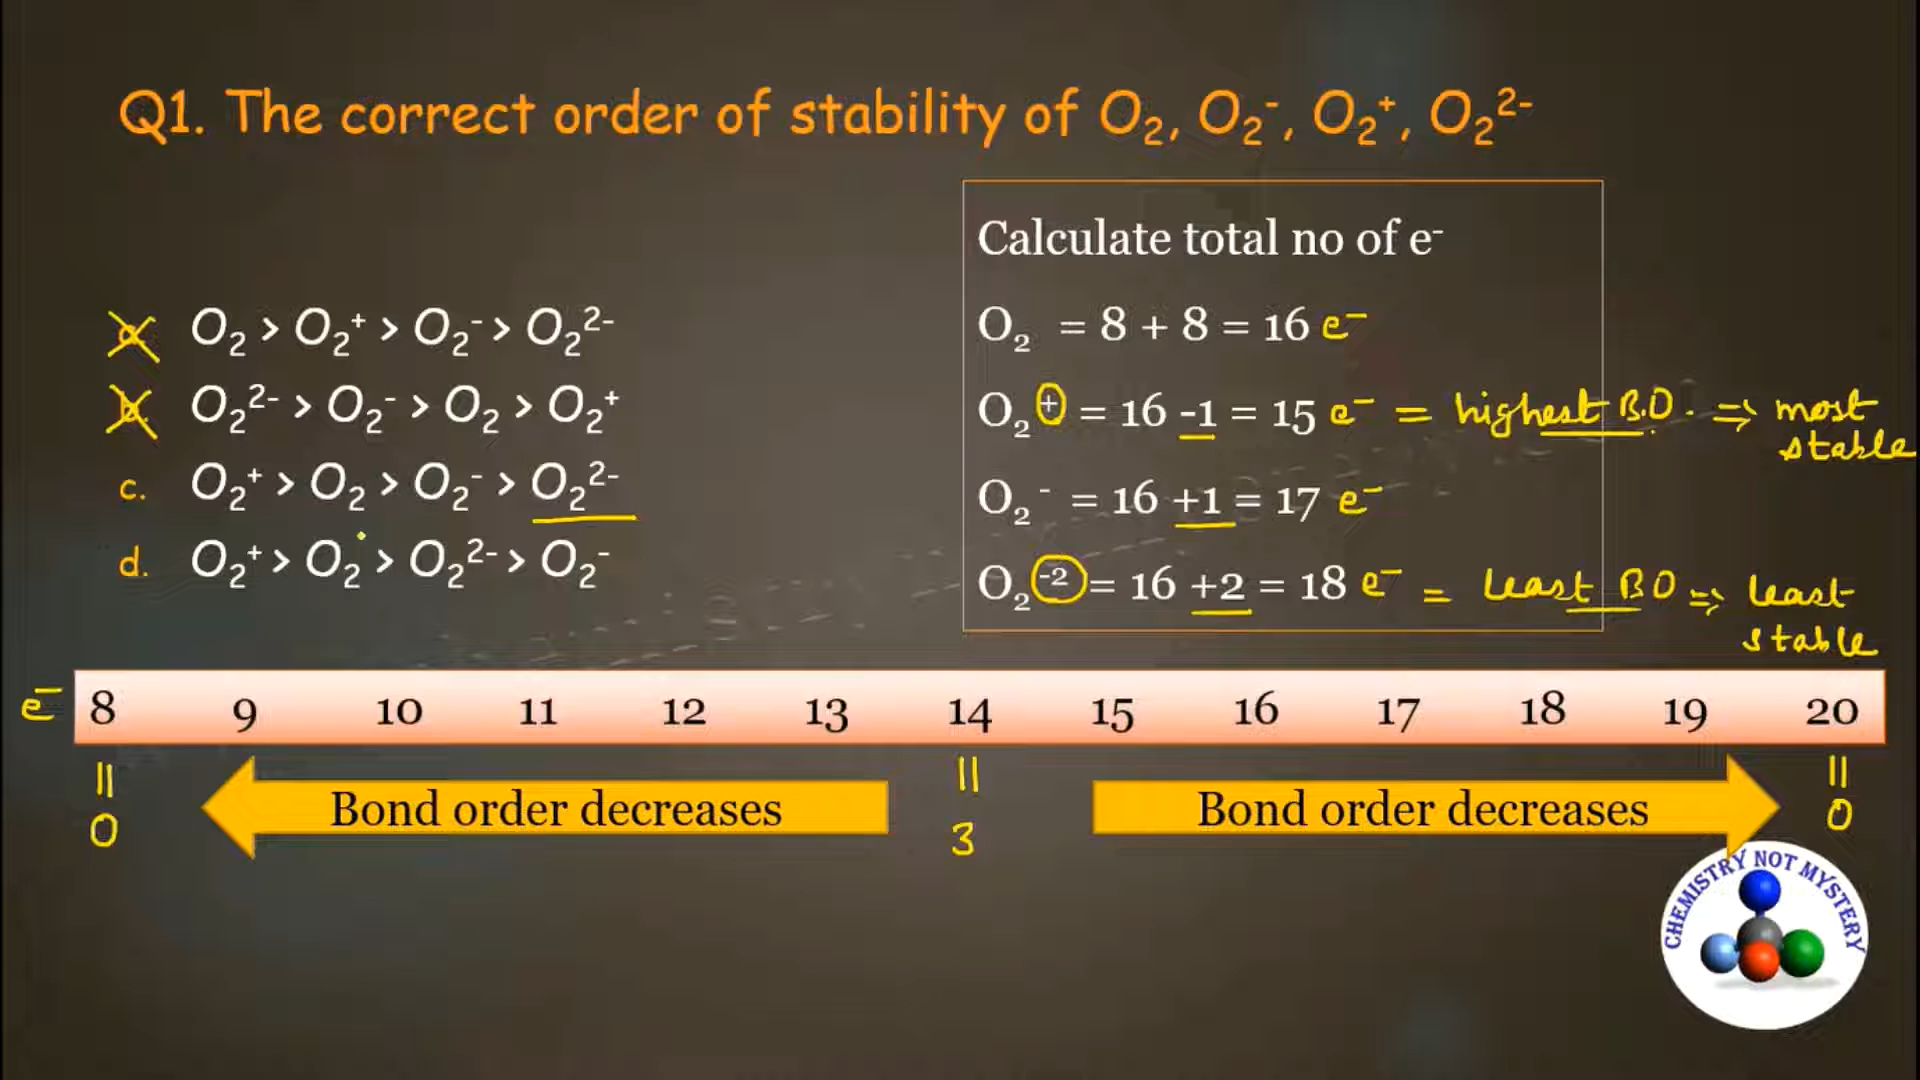 Q1. The correct order of stability of O₂, O₂⁻, O₂⁺, O₂²⁻
a. O₂ > O₂⁺ > O₂⁻ > O₂²⁻
b. O₂²⁻ > O₂⁻ > O₂ > O₂⁺
c. O₂⁺ > O₂ > O₂⁻ > O₂²⁻
d. O₂⁺ > O₂ > O₂²⁻ > O₂⁻
Calculate total no of e⁻
O₂ = 8 + 8 = 16 e⁻
O₂⁺ = 16 -1 = 15 e⁻ = highest B.O. ⇒ most
stable
O₂⁻ = 16 +1 = 17 e⁻
O₂⁻² = 16 +2 = 18 e⁻ = least BO ⇒ least
stable
e⁻ 8 9 10 11 12 13 14 15 16 17 18 19 20
|| || ||
0 3 0
Bond order decreases Bond order decreases
CHEMISTRY NOT MYSTERY